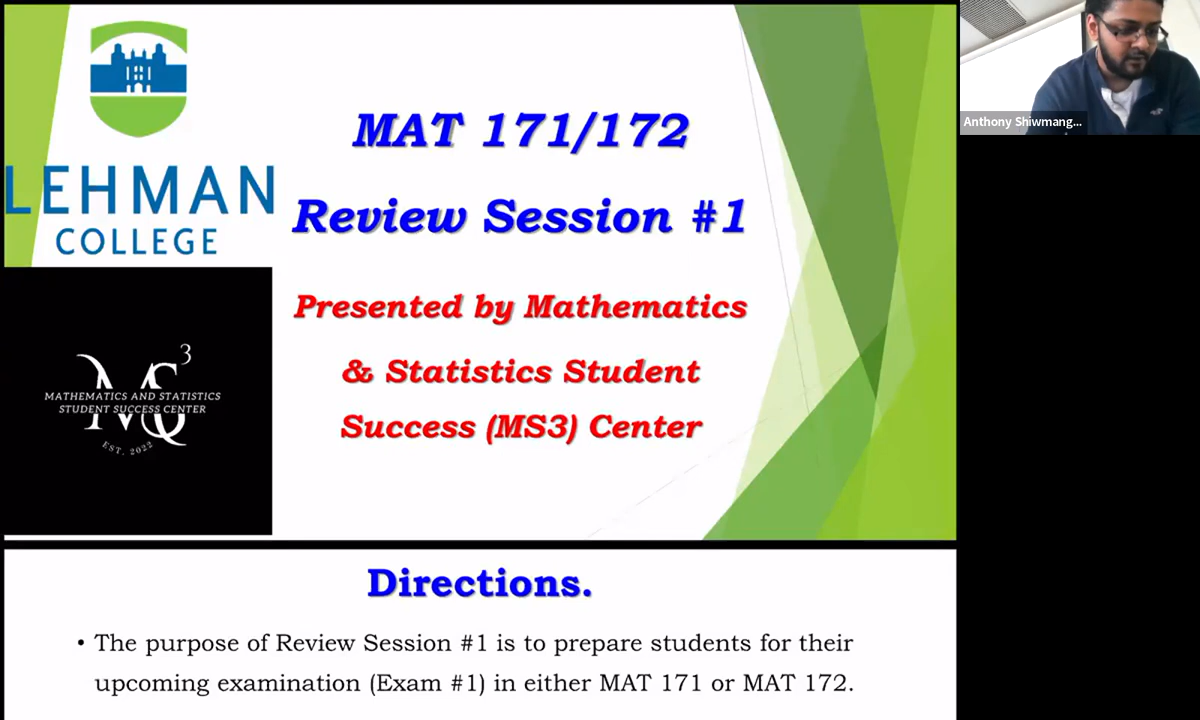 LEHMAN
COLLEGE
MAT 171/172
Review Session #1
Presented by Mathematics
& Statistics Student
Success (MS3) Center
MS3
MATHEMATICS AND STATISTICS
STUDENT SUCCESS CENTER
EST. 2022
Anthony Shiwmang...
Directions.
• The purpose of Review Session #1 is to prepare students for their
upcoming examination (Exam #1) in either MAT 171 or MAT 172.